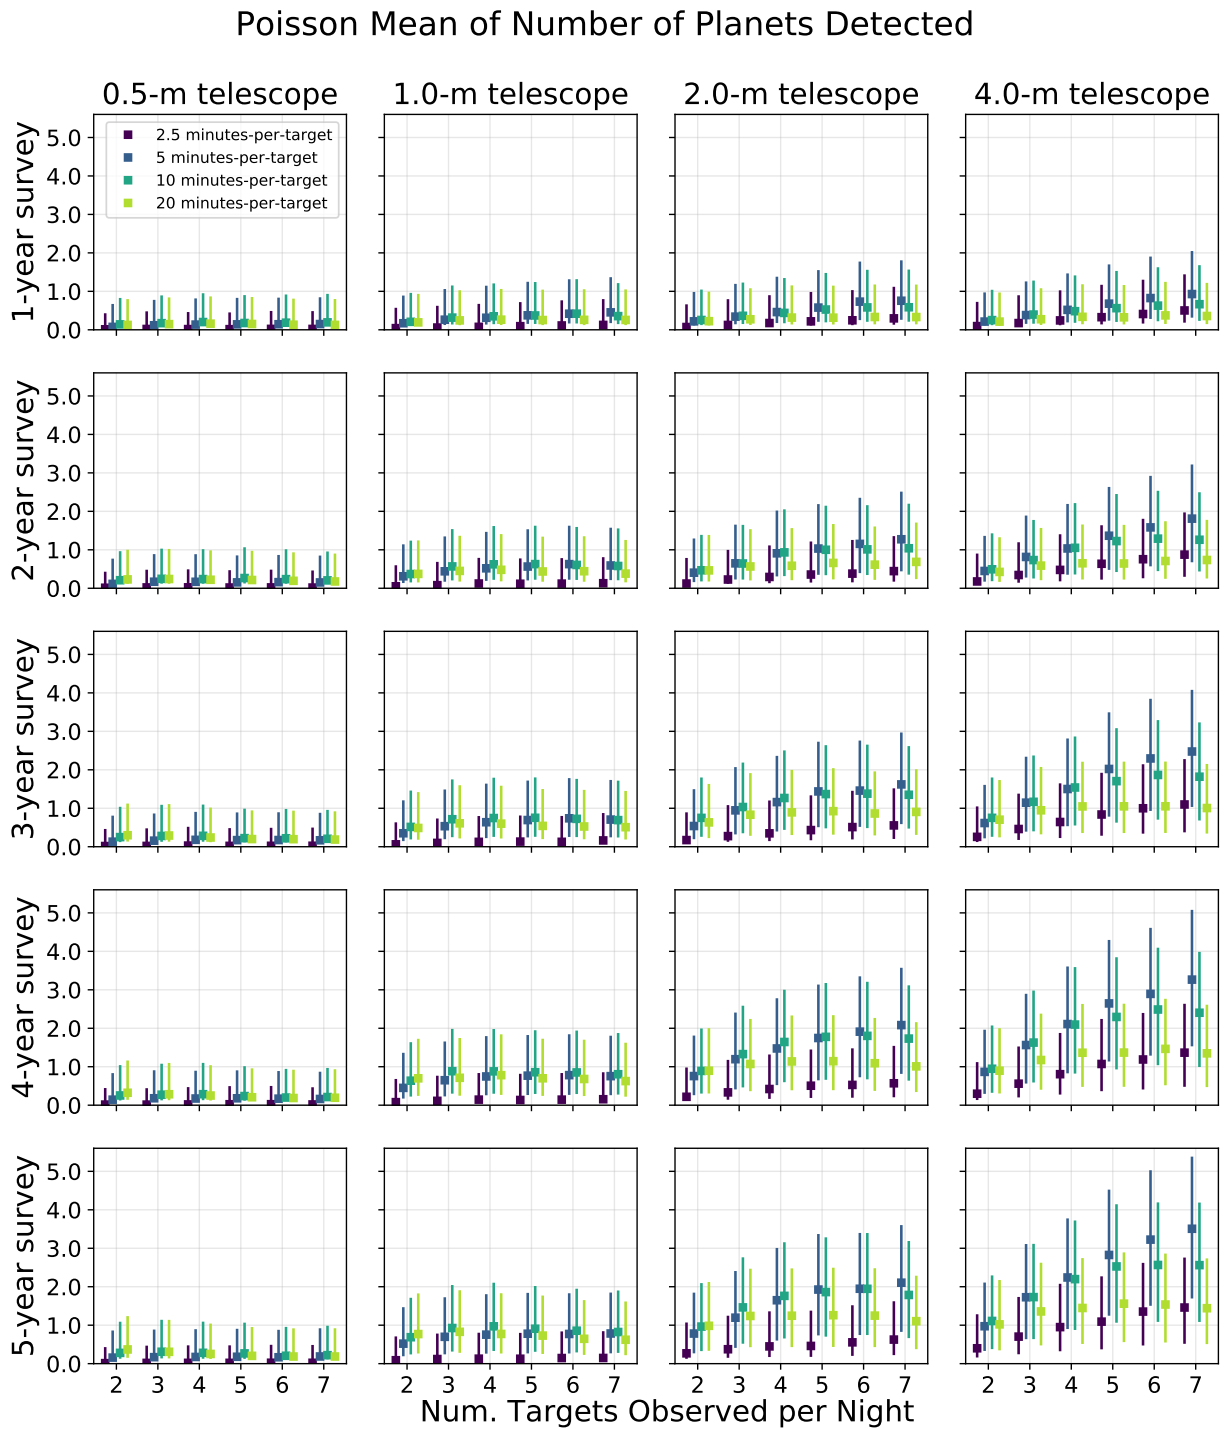 Poisson Mean of Number of Planets Detected
0.5-m telescope 1.0-m telescope 2.0-m telescope 4.0-m telescope
2.5 minutes-per-target
5 minutes-per-target
10 minutes-per-target
20 minutes-per-target
1-year survey
5.0
4.0
3.0
2.0
1.0
0.0
2-year survey
5.0
4.0
3.0
2.0
1.0
0.0
3-year survey
5.0
4.0
3.0
2.0
1.0
0.0
4-year survey
5.0
4.0
3.0
2.0
1.0
0.0
5-year survey
5.0
4.0
3.0
2.0
1.0
0.0
2 3 4 5 6 7 2 3 4 5 6 7 2 3 4 5 6 7 2 3 4 5 6 7
Num. Targets Observed per Night